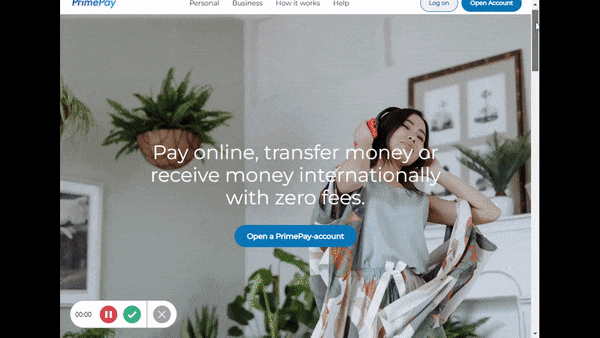 PrimePay
Personal Business How it works Help
Log on
Open Account
Pay online, transfer money or
receive money internationally
with zero fees.
Open a PrimePay-account
00:00